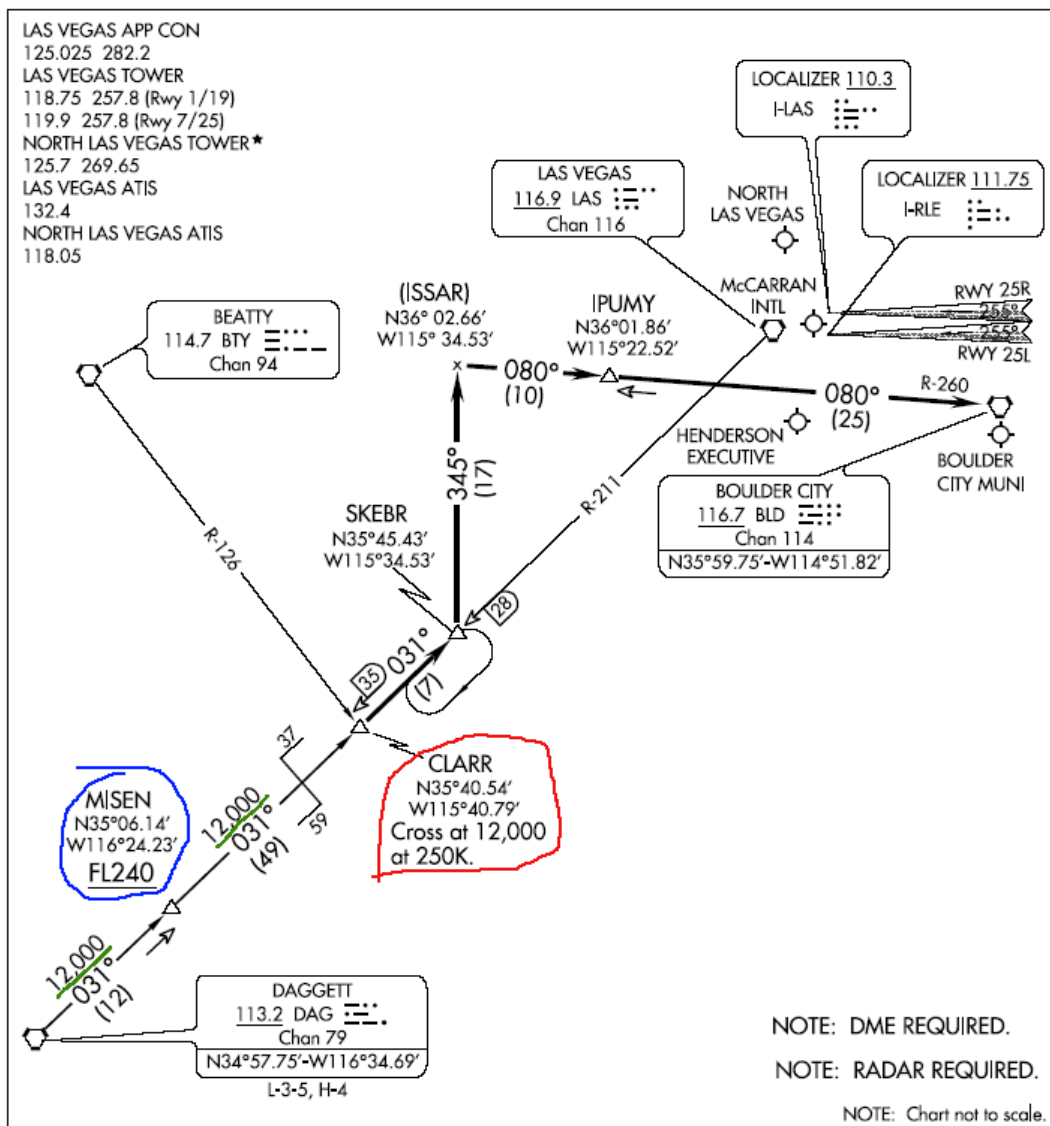 LAS VEGAS APP CON
125.025 282.2
LAS VEGAS TOWER
118.75 257.8 (Rwy 1/19)
119.9 257.8 (Rwy 7/25)
NORTH LAS VEGAS TOWER★
125.7 269.65
LAS VEGAS ATIS
132.4
NORTH LAS VEGAS ATIS
118.05
LOCALIZER 110.3
I-LAS
LAS VEGAS
116.9 LAS
Chan 116
NORTH
LAS VEGAS
LOCALIZER 111.75
I-RLE
McCARRAN
INTL
RWY 25R
255°
255°
RWY 25L
BEATTY
114.7 BTY
Chan 94
(ISSAR)
N36° 02.66′
W115° 34.53′
IPUMY
N36°01.86′
W115°22.52′
080°
(10)
080°
(25)
R-260
HENDERSON
EXECUTIVE
BOULDER
CITY MUNI
345°
(17)
R-211
BOULDER CITY
116.7 BLD
Chan 114
N35°59.75′-W114°51.82′
SKEBR
N35°45.43′
W115°34.53′
R-126
28
35
031°
(7)
CLARR
N35°40.54′
W115°40.79′
Cross at 12,000
at 250K.
37
59
MISEN
N35°06.14′
W116°24.23′
FL240
12,000
031°
(49)
12,000
031°
(12)
DAGGETT
113.2 DAG
Chan 79
N34°57.75′-W116°34.69′
L-3-5, H-4
NOTE: DME REQUIRED.
NOTE: RADAR REQUIRED.
NOTE: Chart not to scale.